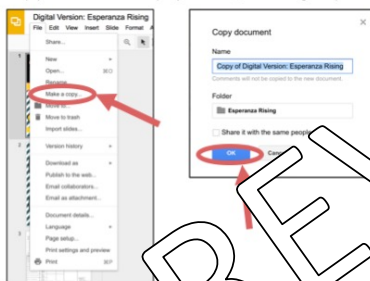 Digital Version: Esperanza Rising
File Edit View Insert Slide Format
Share...
New
Open... ⌘O
Rename...
Make a copy...
Move to...
Move to trash
Import slides...
Version history
Download as
Publish to the web...
Email collaborators...
Email as attachment...
Document details...
Language
Page setup...
Print settings and preview
Print ⌘P
1
2
3
Copy document
Name
Copy of Digital Version: Esperanza Rising
Comments will not be copied to the new document.
Folder
Esperanza Rising
Share it with the same people
OK